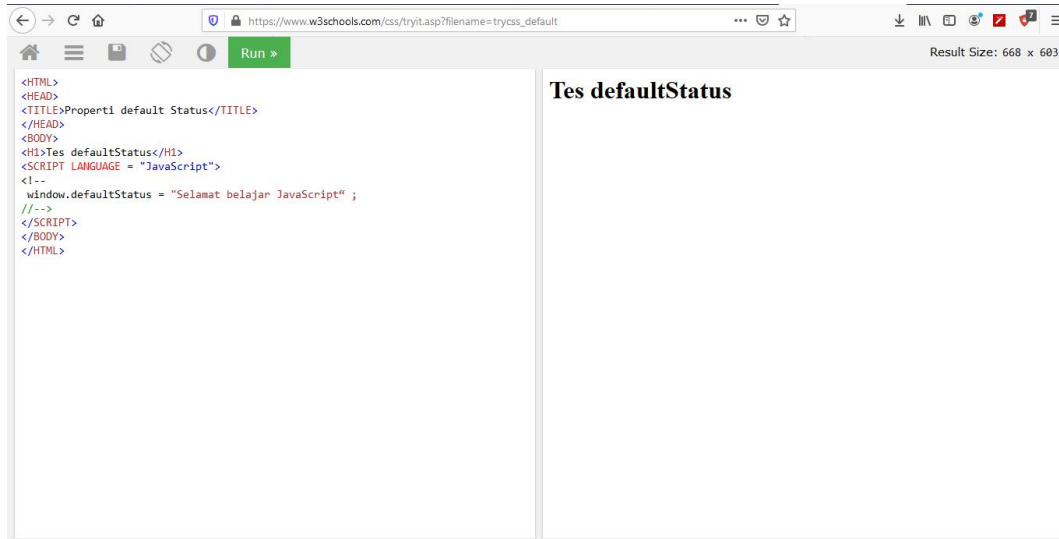 https://www.w3schools.com/css/tryit.asp?filename=trycss_default
7
Run »
Result Size: 668 x 603
<HTML>
<HEAD>
<TITLE>Properti default Status</TITLE>
</HEAD>
<BODY>
<H1>Tes defaultStatus</H1>
<SCRIPT LANGUAGE = "JavaScript">
<!--
window.defaultStatus = "Selamat belajar JavaScript“ ;
//-->
</SCRIPT>
</BODY>
</HTML>
Tes defaultStatus